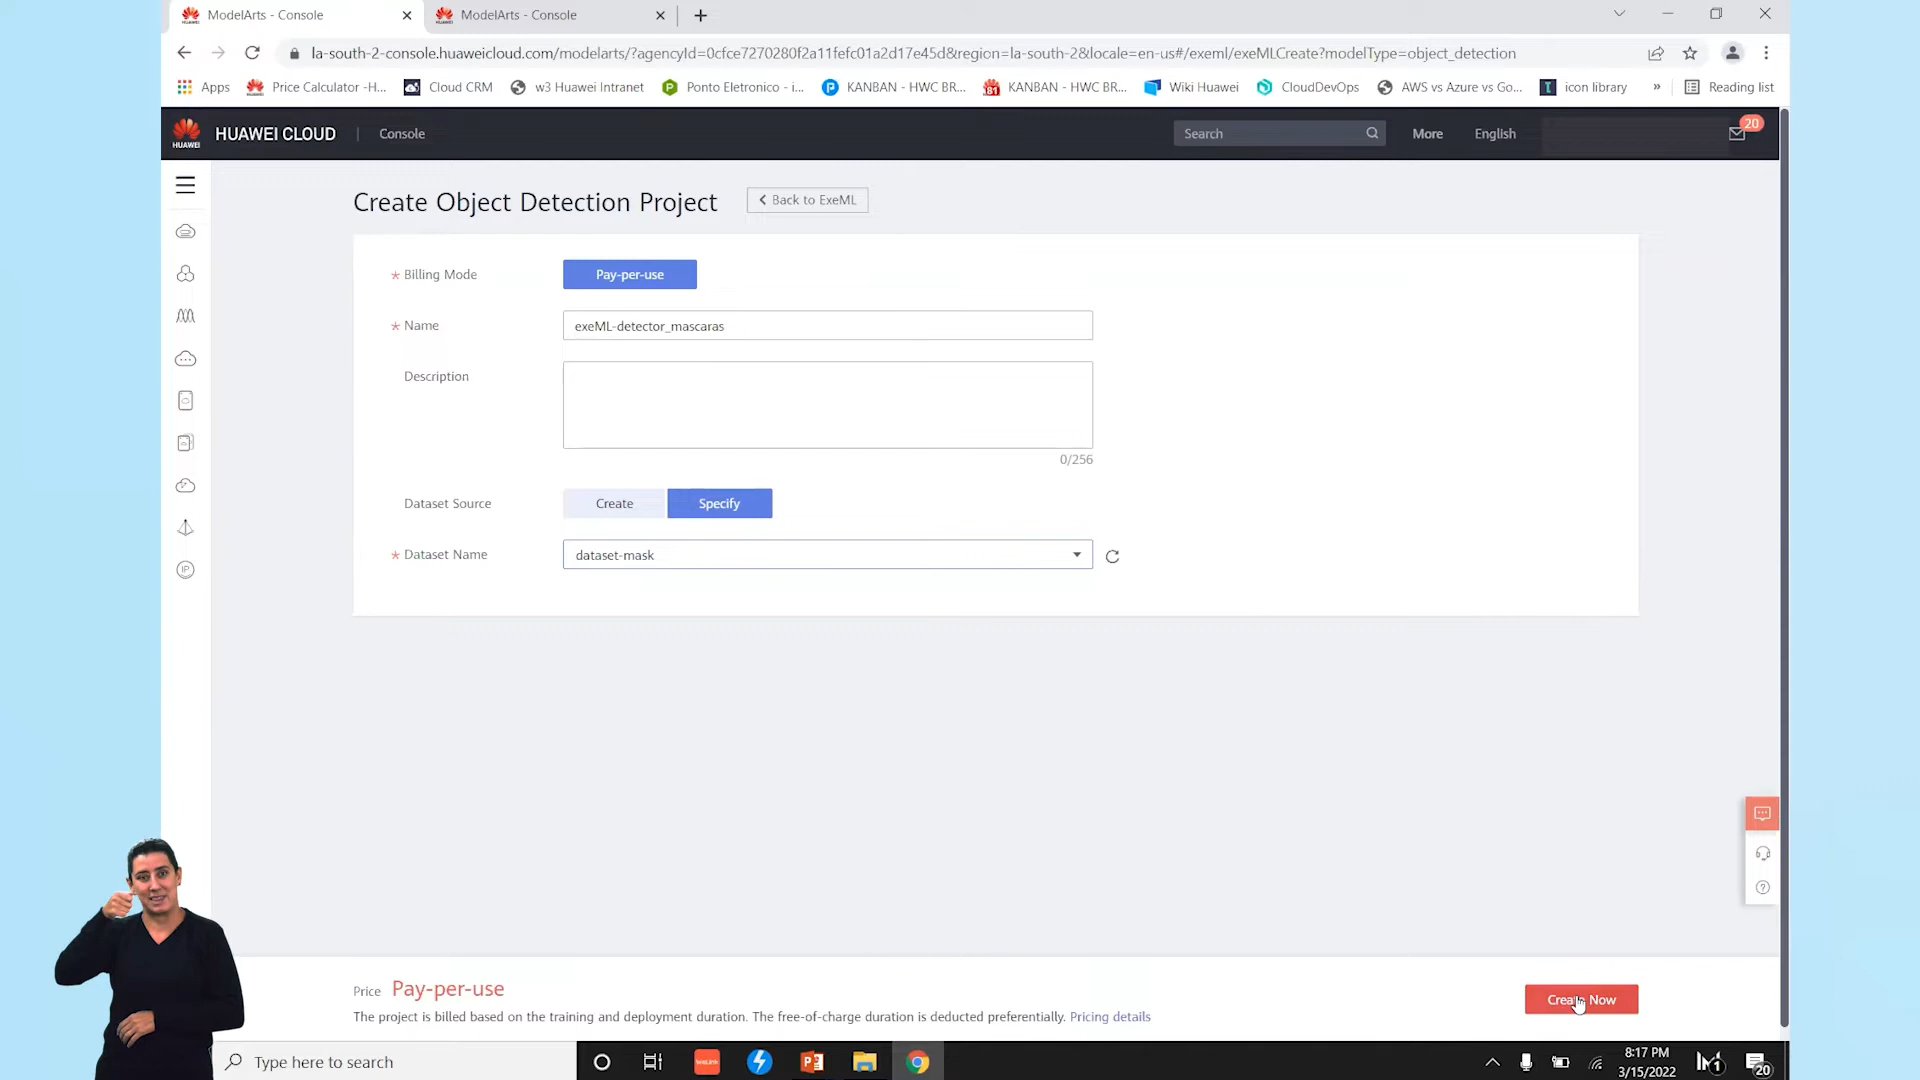 ModelArts - Console
ModelArts - Console
la-south-2-console.huaweicloud.com/modelarts/?agencyId=0cfce7270280f2a11fefc01a2d17e45d&region=la-south-2&locale=en-us#/exeml/exeMLCreate?modelType=object_detection
Apps Price Calculator -H... Cloud CRM w3 Huawei Intranet Ponto Eletronico - i... KANBAN - HWC BR... KANBAN - HWC BR... Wiki Huawei CloudDevOps AWS vs Azure vs Go... icon library » Reading list
HUAWEI
HUAWEI CLOUD | Console Search More English 20
Create Object Detection Project Back to ExeML
* Billing Mode Pay-per-use
* Name exeML-detector_mascaras
Description
0/256
Dataset Source Create Specify
* Dataset Name dataset-mask
Price Pay-per-use
The project is billed based on the training and deployment duration. The free-of-charge duration is deducted preferentially. Pricing details
Create Now
Type here to search
8:17 PM
3/15/2022
1
20